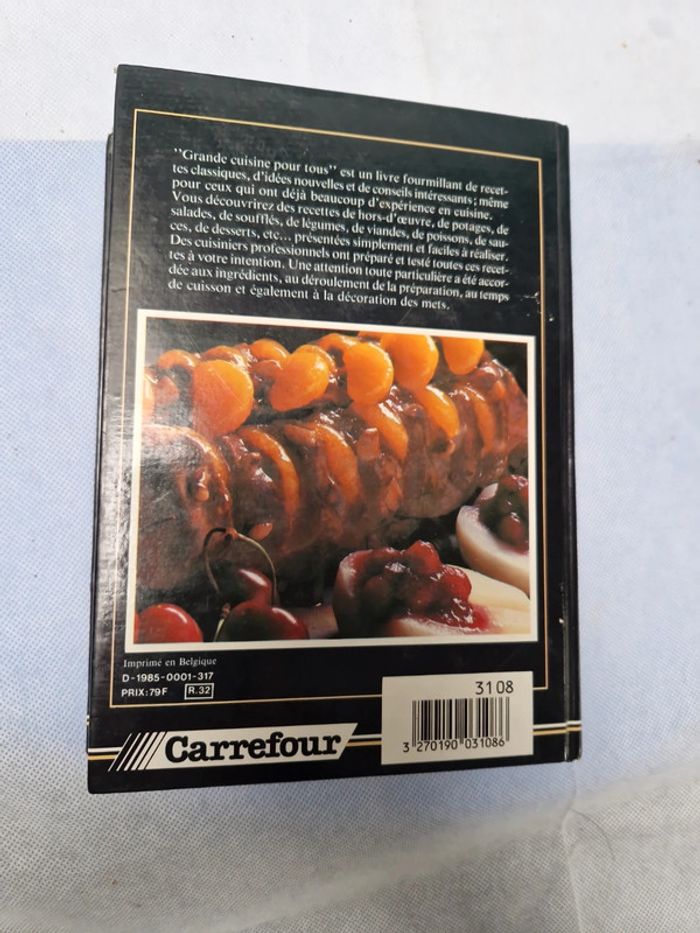 "Grande cuisine pour tous" est un livre fourmillant de recet-
tes classiques, d'idées nouvelles et de conseils intéressants; même
pour ceux qui ont déjà beaucoup d'expérience en cuisine.
Vous découvrirez des recettes de hors-d'œuvre, de potages, de
salades, de soufflés, de légumes, de viandes, de poissons, de sau-
ces, de desserts, etc... présentées simplement et faciles à réaliser.
Des cuisiniers professionnels ont préparé et testé toutes ces recet-
tes à votre intention. Une attention toute particulière a été accor-
dée aux ingrédients, au déroulement de la préparation, au temps
de cuisson et également à la décoration des mets.
Imprimé en Belgique
D-1985-0001-317
PRIX: 79 F R.32
3108
3 270190 031086
Carrefour